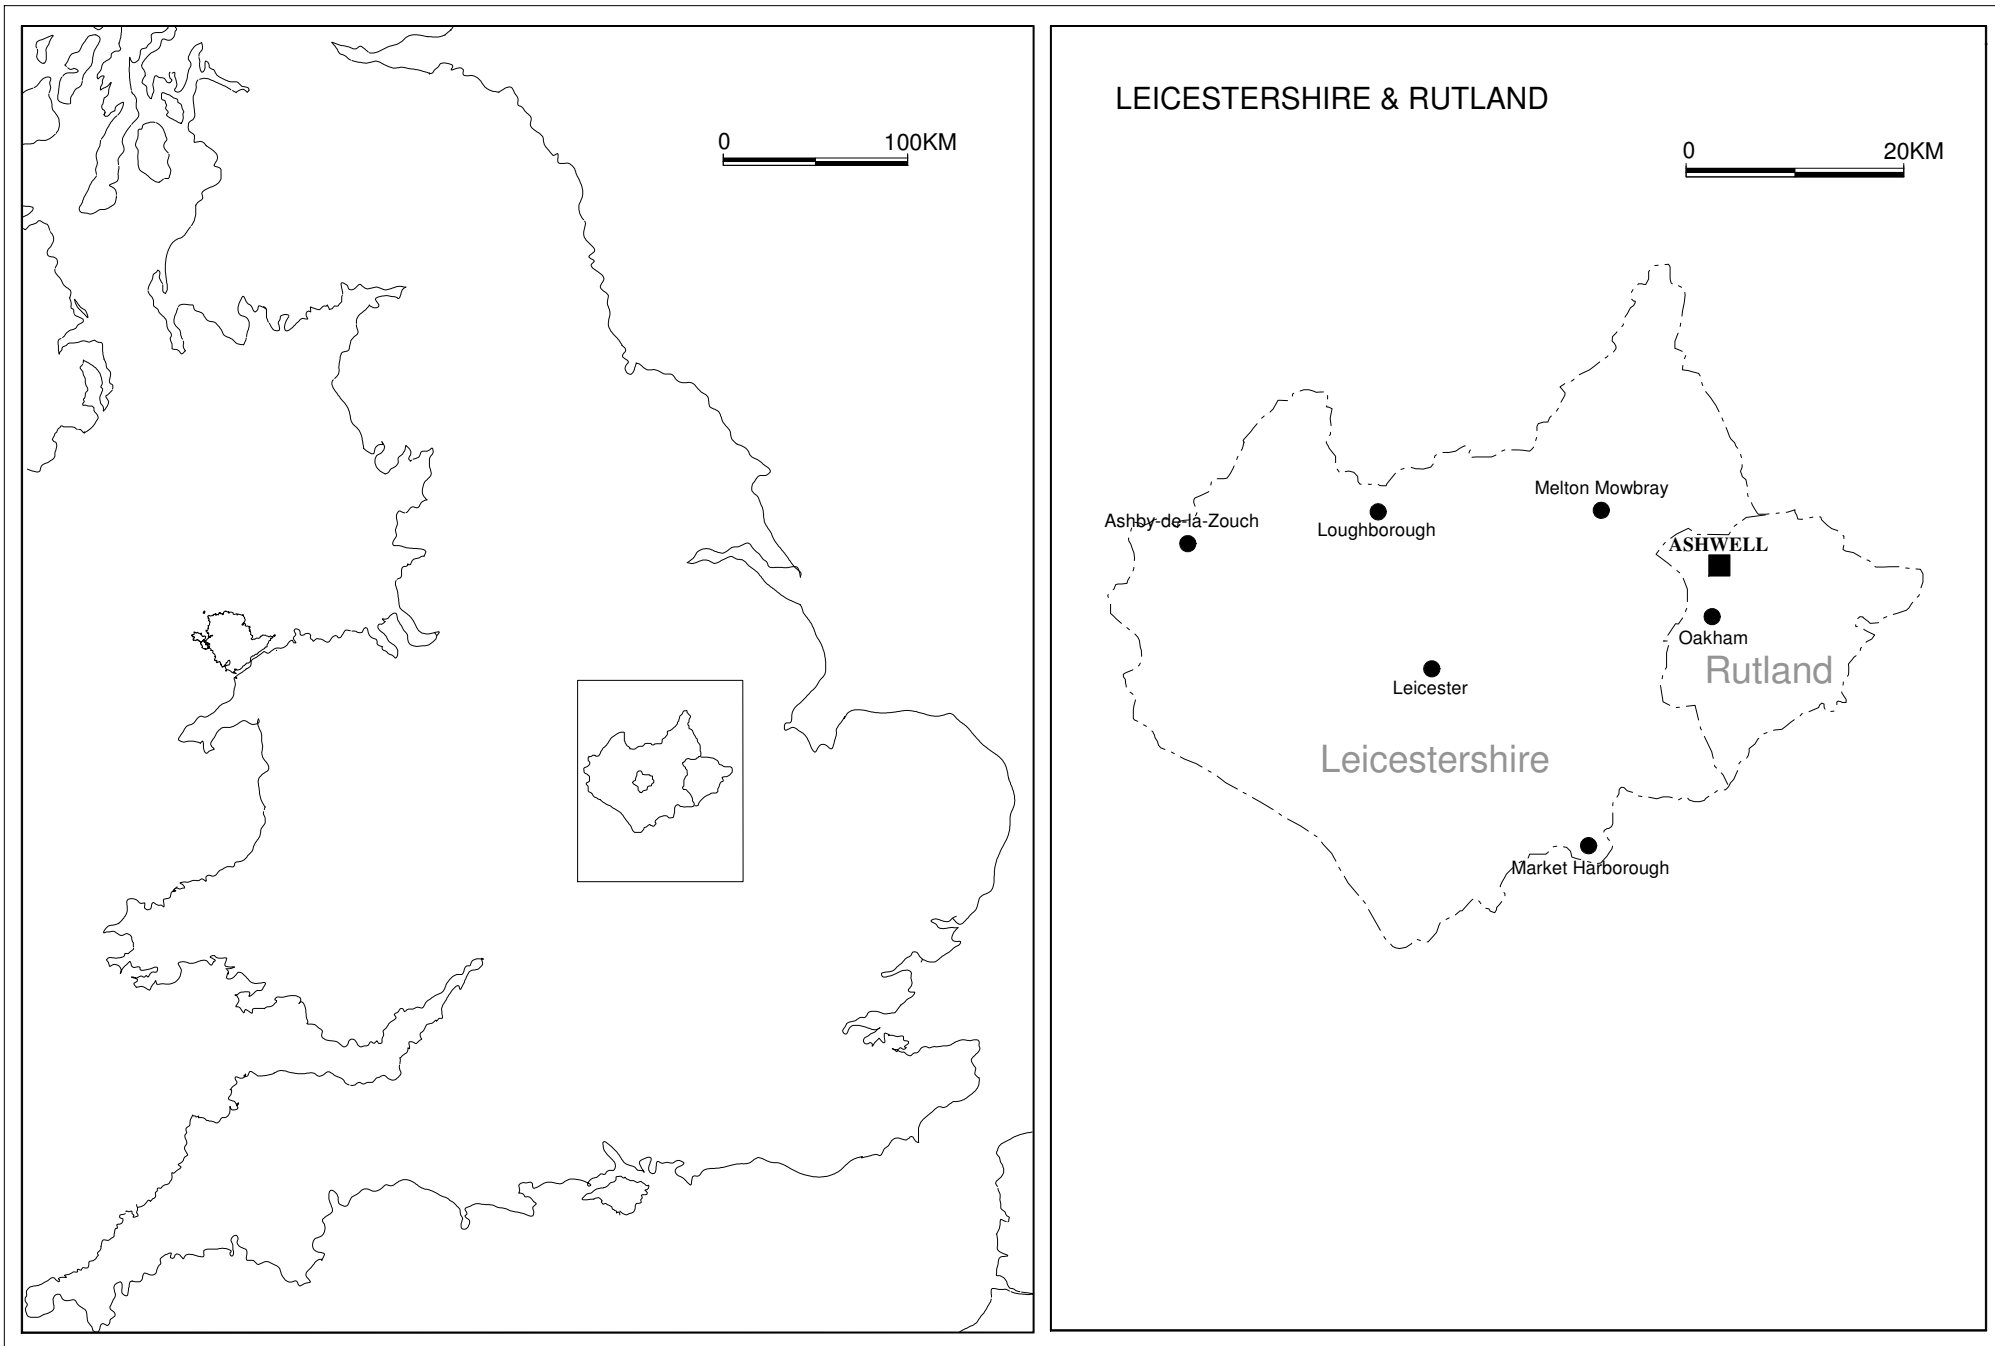 0 100KM
LEICESTERSHIRE & RUTLAND
0 20KM
Melton Mowbray
Ashby-de-la-Zouch
Loughborough
ASHWELL
Oakham
Rutland
Leicester
Leicestershire
Market Harborough